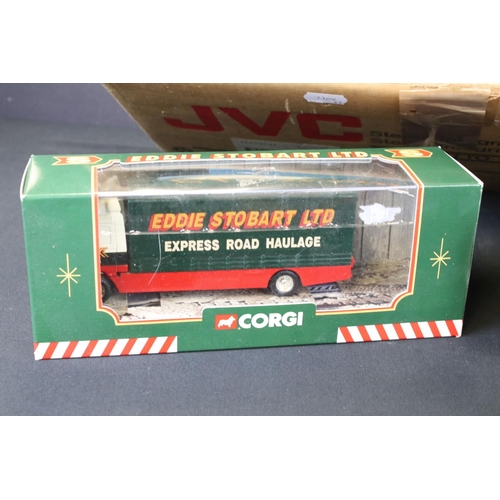 JVC
EDDIE STOBART LTD
EDDIE STOBART LTD
EXPRESS ROAD HAULAGE
CORGI